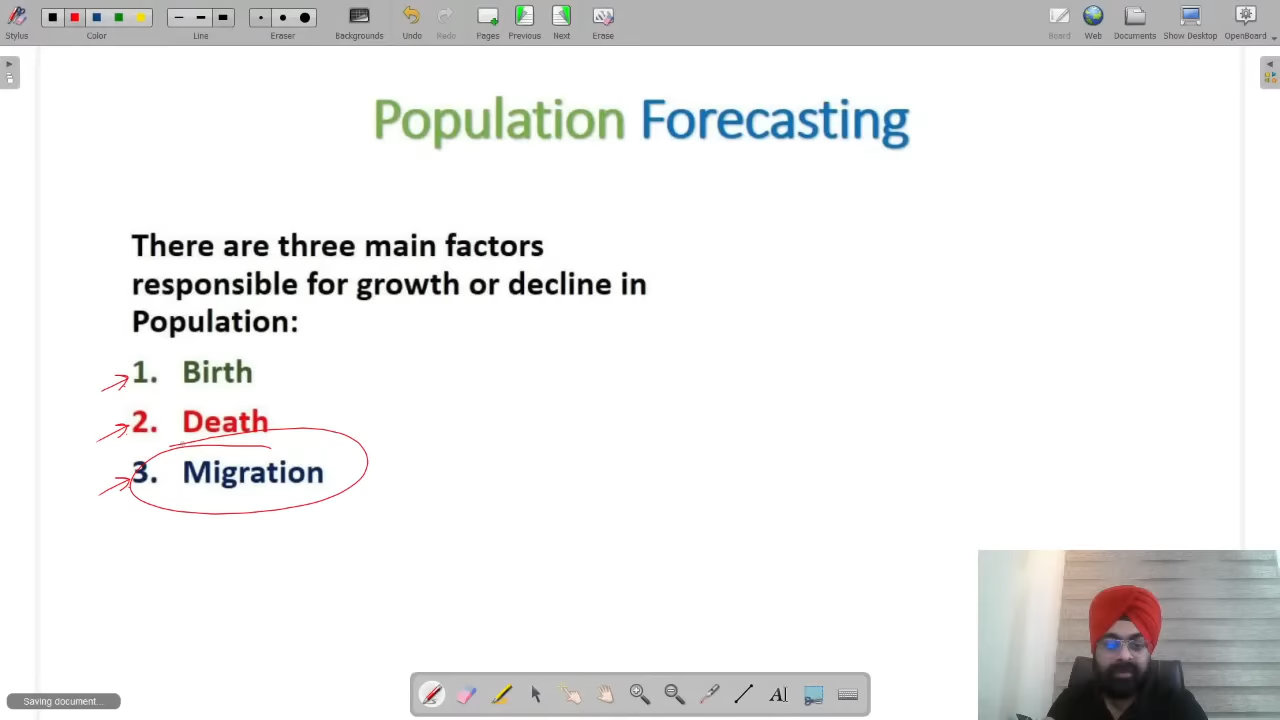 Stylus
Color
Line
Eraser
Backgrounds
Undo
Redo
Pages
Previous
Next
Erase
Board
Web
Documents
Show Desktop
OpenBoard
Population Forecasting
There are three main factors
responsible for growth or decline in
Population:
1. Birth
2. Death
3. Migration
Saving document...
AI